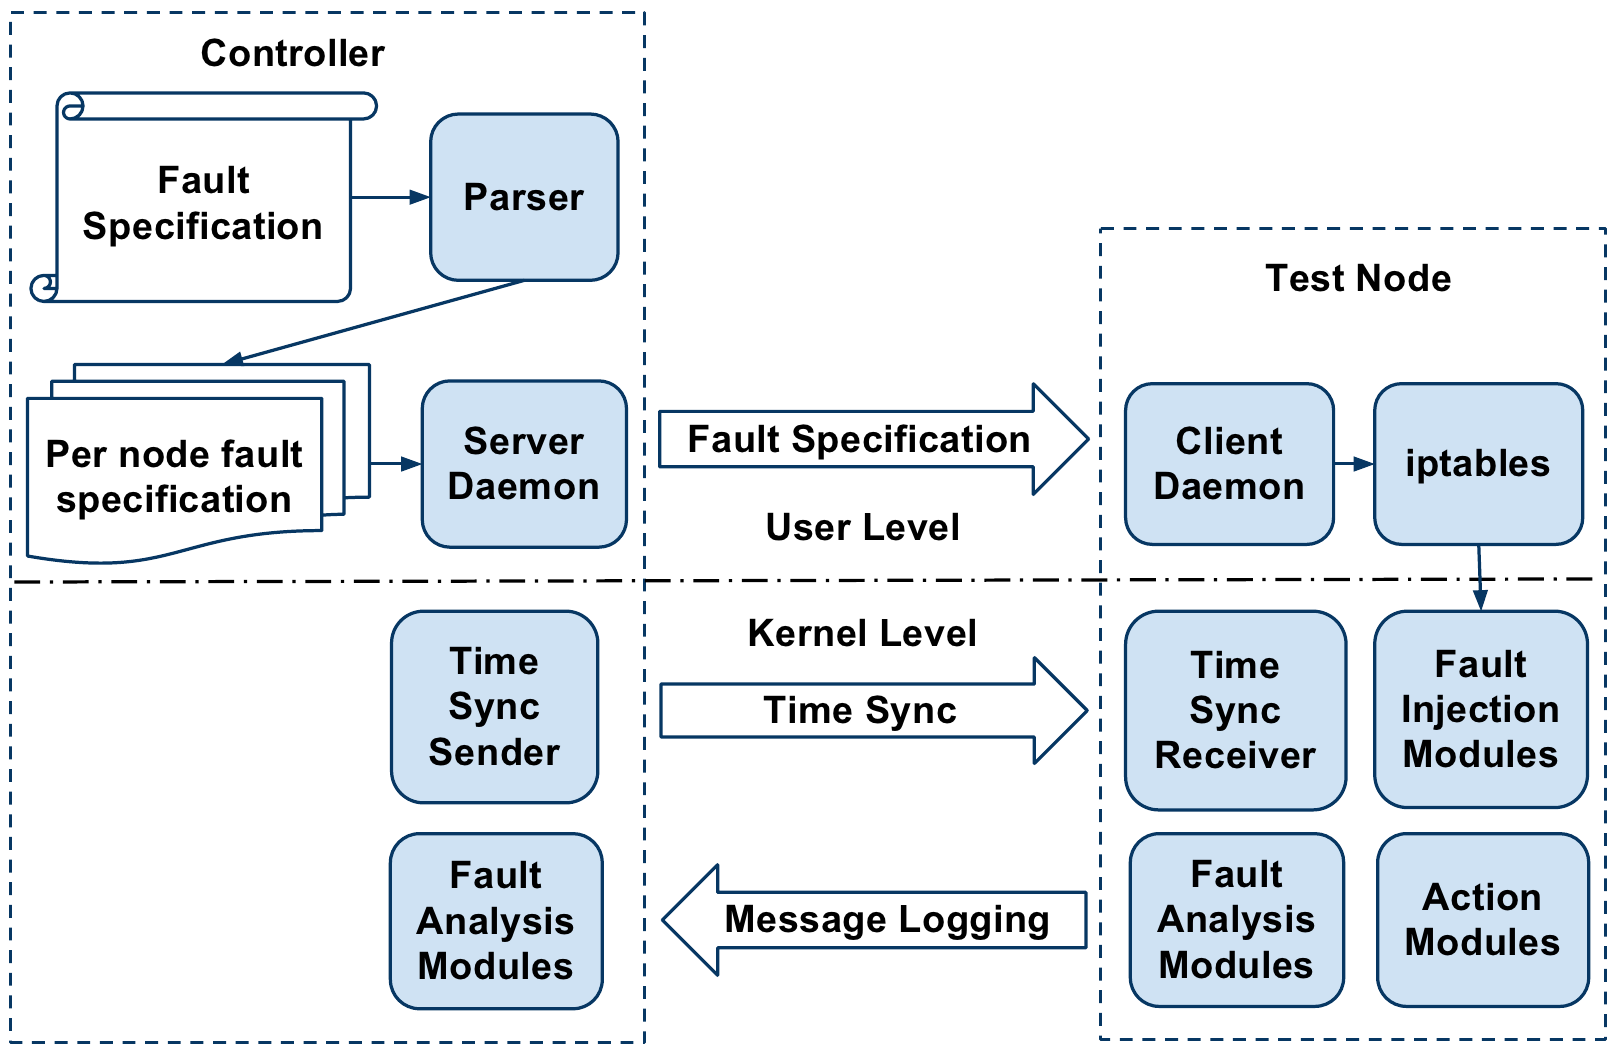 Controller
Fault
Specification
Parser
Per node fault
specification
Server
Daemon
Fault Specification
User Level
Test Node
Client
Daemon
iptables
Kernel Level
Time
Sync
Sender
Time Sync
Time
Sync
Receiver
Fault
Injection
Modules
Fault
Analysis
Modules
Message Logging
Fault
Analysis
Modules
Action
Modules